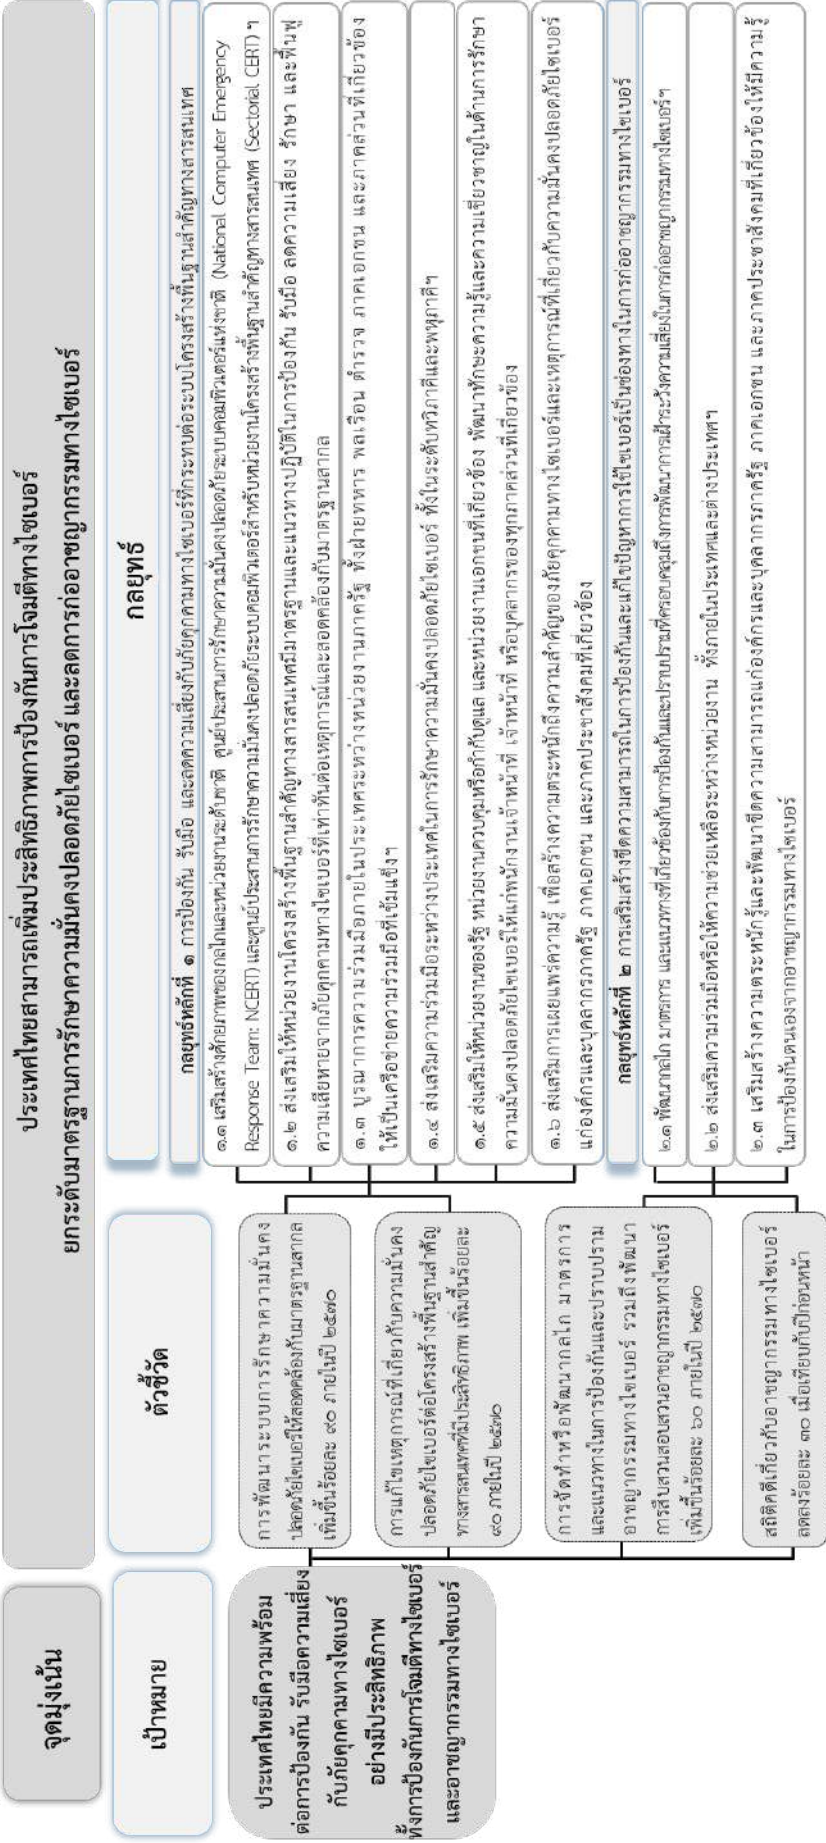 จุดมุ่งเน้น
ประเทศไทยสามารถเพิ่มประสิทธิภาพการป้องกันการโจมตีทางไซเบอร์
ยกระดับมาตรฐานการรักษาความมั่นคงปลอดภัยไซเบอร์ และลดการก่ออาชญากรรมทางไซเบอร์
เป้าหมาย
ตัวชี้วัด
กลยุทธ์
ประเทศไทยมีความพร้อม
ต่อการป้องกัน รับมือความเสี่ยง
กับภัยคุกคามทางไซเบอร์
อย่างมีประสิทธิภาพ
ทั้งการป้องกันการโจมตีทางไซเบอร์
และอาชญากรรมทางไซเบอร์
การพัฒนาระบบการรักษาความมั่นคง
ปลอดภัยไซเบอร์ให้สอดคล้องกับมาตรฐานสากล
เพิ่มขึ้นร้อยละ ๙๐ ภายในปี ๒๕๗๐
การแก้ไขเหตุการณ์ที่เกี่ยวกับความมั่นคง
ปลอดภัยไซเบอร์ต่อโครงสร้างพื้นฐานสำคัญ
ทางสารสนเทศที่มีประสิทธิภาพ เพิ่มขึ้นร้อยละ
๙๐ ภายในปี ๒๕๗๐
การจัดทำหรือพัฒนากลไก มาตรการ
และแนวทางในการป้องกันและปราบปราม
อาชญากรรมทางไซเบอร์ รวมถึงพัฒนา
การสืบสวนสอบสวนอาชญากรรมทางไซเบอร์
เพิ่มขึ้นร้อยละ ๖๐ ภายในปี ๒๕๗๐
สถิติคดีเกี่ยวกับอาชญากรรมทางไซเบอร์
ลดลงร้อยละ ๓๐ เมื่อเทียบกับปีก่อนหน้า
กลยุทธ์หลักที่ ๑ การป้องกัน รับมือ และลดความเสี่ยงกับภัยคุกคามทางไซเบอร์ที่กระทบต่อระบบโครงสร้างพื้นฐานสำคัญทางสารสนเทศ
๑.๑ เสริมสร้างศักยภาพของกลไกและหน่วยงานระดับชาติ ศูนย์ประสานการรักษาความมั่นคงปลอดภัยระบบคอมพิวเตอร์แห่งชาติ (National Computer Emergency
Response Team: NCERT) และศูนย์ประสานการรักษาความมั่นคงปลอดภัยระบบคอมพิวเตอร์สำหรับหน่วยงานโครงสร้างพื้นฐานสำคัญทางสารสนเทศ (Sectorial CERT) ฯ
๑.๒ ส่งเสริมให้หน่วยงานโครงสร้างพื้นฐานสำคัญทางสารสนเทศมีมาตรฐานและแนวทางปฏิบัติในการป้องกัน รับมือ ลดความเสี่ยง รักษา และฟื้นฟู
ความเสียหายจากภัยคุกคามทางไซเบอร์ที่เท่าทันต่อเหตุการณ์และสอดคล้องกับมาตรฐานสากล
๑.๓ บูรณาการความร่วมมือภายในประเทศระหว่างหน่วยงานภาครัฐ ทั้งฝ่ายทหาร พลเรือน ตำรวจ ภาคเอกชน และภาคส่วนที่เกี่ยวข้อง
ให้เป็นเครือข่ายความร่วมมือที่เข้มแข็งฯ
๑.๔ ส่งเสริมความร่วมมือระหว่างประเทศในการรักษาความมั่นคงปลอดภัยไซเบอร์ ทั้งในระดับทวิภาคีและพหุภาคีฯ
๑.๕ ส่งเสริมให้หน่วยงานของรัฐ หน่วยงานควบคุมหรือกำกับดูแล และหน่วยงานเอกชนที่เกี่ยวข้อง พัฒนาทักษะความรู้และความเชี่ยวชาญในด้านการรักษา
ความมั่นคงปลอดภัยไซเบอร์ให้แก่พนักงานเจ้าหน้าที่ เจ้าหน้าที่ หรือบุคลากรของทุกภาคส่วนที่เกี่ยวข้อง
๑.๖ ส่งเสริมการเผยแพร่ความรู้ เพื่อสร้างความตระหนักถึงความสำคัญของภัยคุกคามทางไซเบอร์และเหตุการณ์ที่เกี่ยวกับความมั่นคงปลอดภัยไซเบอร์
แก่องค์กรและบุคลากรภาครัฐ ภาคเอกชน และภาคประชาสังคมที่เกี่ยวข้อง
กลยุทธ์หลักที่ ๒ การเสริมสร้างขีดความสามารถในการป้องกันและแก้ไขปัญหาการใช้ไซเบอร์เป็นช่องทางในการก่ออาชญากรรมทางไซเบอร์
๒.๑ พัฒนากลไก มาตรการ และแนวทางที่เกี่ยวข้องกับการป้องกันและปราบปรามที่ครอบคลุมถึงการพัฒนาการเฝ้าระวังความเสี่ยงในการก่ออาชญากรรมทางไซเบอร์ฯ
๒.๒ ส่งเสริมความร่วมมือหรือให้ความช่วยเหลือระหว่างหน่วยงาน ทั้งภายในประเทศและต่างประเทศฯ
๒.๓ เสริมสร้างความตระหนักรู้และพัฒนาขีดความสามารถแก่องค์กรและบุคลากรภาครัฐ ภาคเอกชน และภาคประชาสังคมที่เกี่ยวข้องให้มีความรู้
ในการป้องกันตนเองจากอาชญากรรมทางไซเบอร์